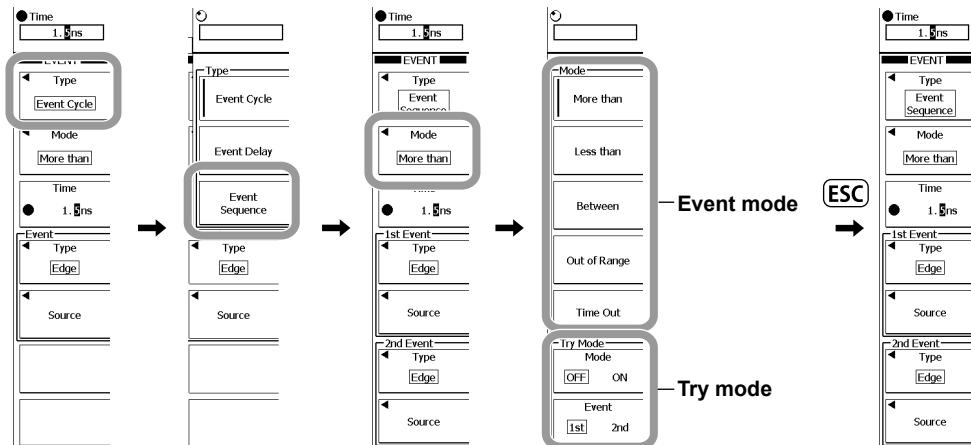 Time
1.5ns
EVENT
Type
Event Cycle
Mode
More than
Time
1.5ns
Event
Type
Edge
Source
Type
Event Cycle
Event Delay
Event
Sequence
Type
Edge
Source
Time
1.5ns
EVENT
Type
Event
Sequence
Mode
More than
Time
1.5ns
1st Event
Type
Edge
Source
2nd Event
Type
Edge
Source
Mode
More than
Less than
Between
Out of Range
Time Out
Event mode
Try Mode
Mode
OFF ON
Event
1st 2nd
Try mode
ESC
Time
1.5ns
EVENT
Type
Event
Sequence
Mode
More than
Time
1.5ns
1st Event
Type
Edge
Source
2nd Event
Type
Edge
Source